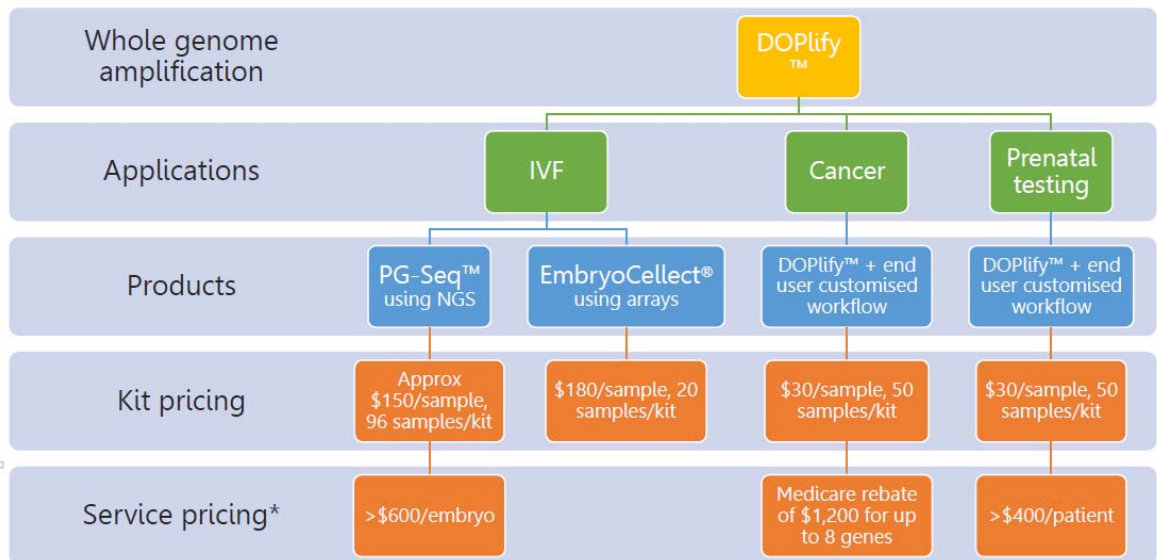 Whole genome
amplification
DOPlify
™
Applications
IVF
Cancer
Prenatal
testing
Products
PG-Seq™
using NGS
EmbryoCellect®
using arrays
DOPlify™ + end
user customised
workflow
DOPlify™ + end
user customised
workflow
Kit pricing
Approx
$150/sample,
96 samples/kit
$180/sample, 20
samples/kit
$30/sample, 50
samples/kit
$30/sample, 50
samples/kit
Service pricing*
>$600/embryo
Medicare rebate
of $1,200 for up
to 8 genes
>$400/patient